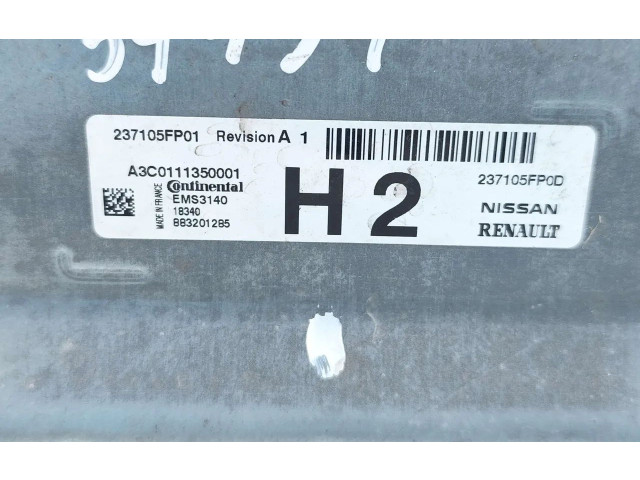 237105FP01 Revision A 1
A3C0111350001
Continental
EMS3140
18340
883201285
MADE IN FRANCE
H2
237105FP0D
NISSAN
RENAULT